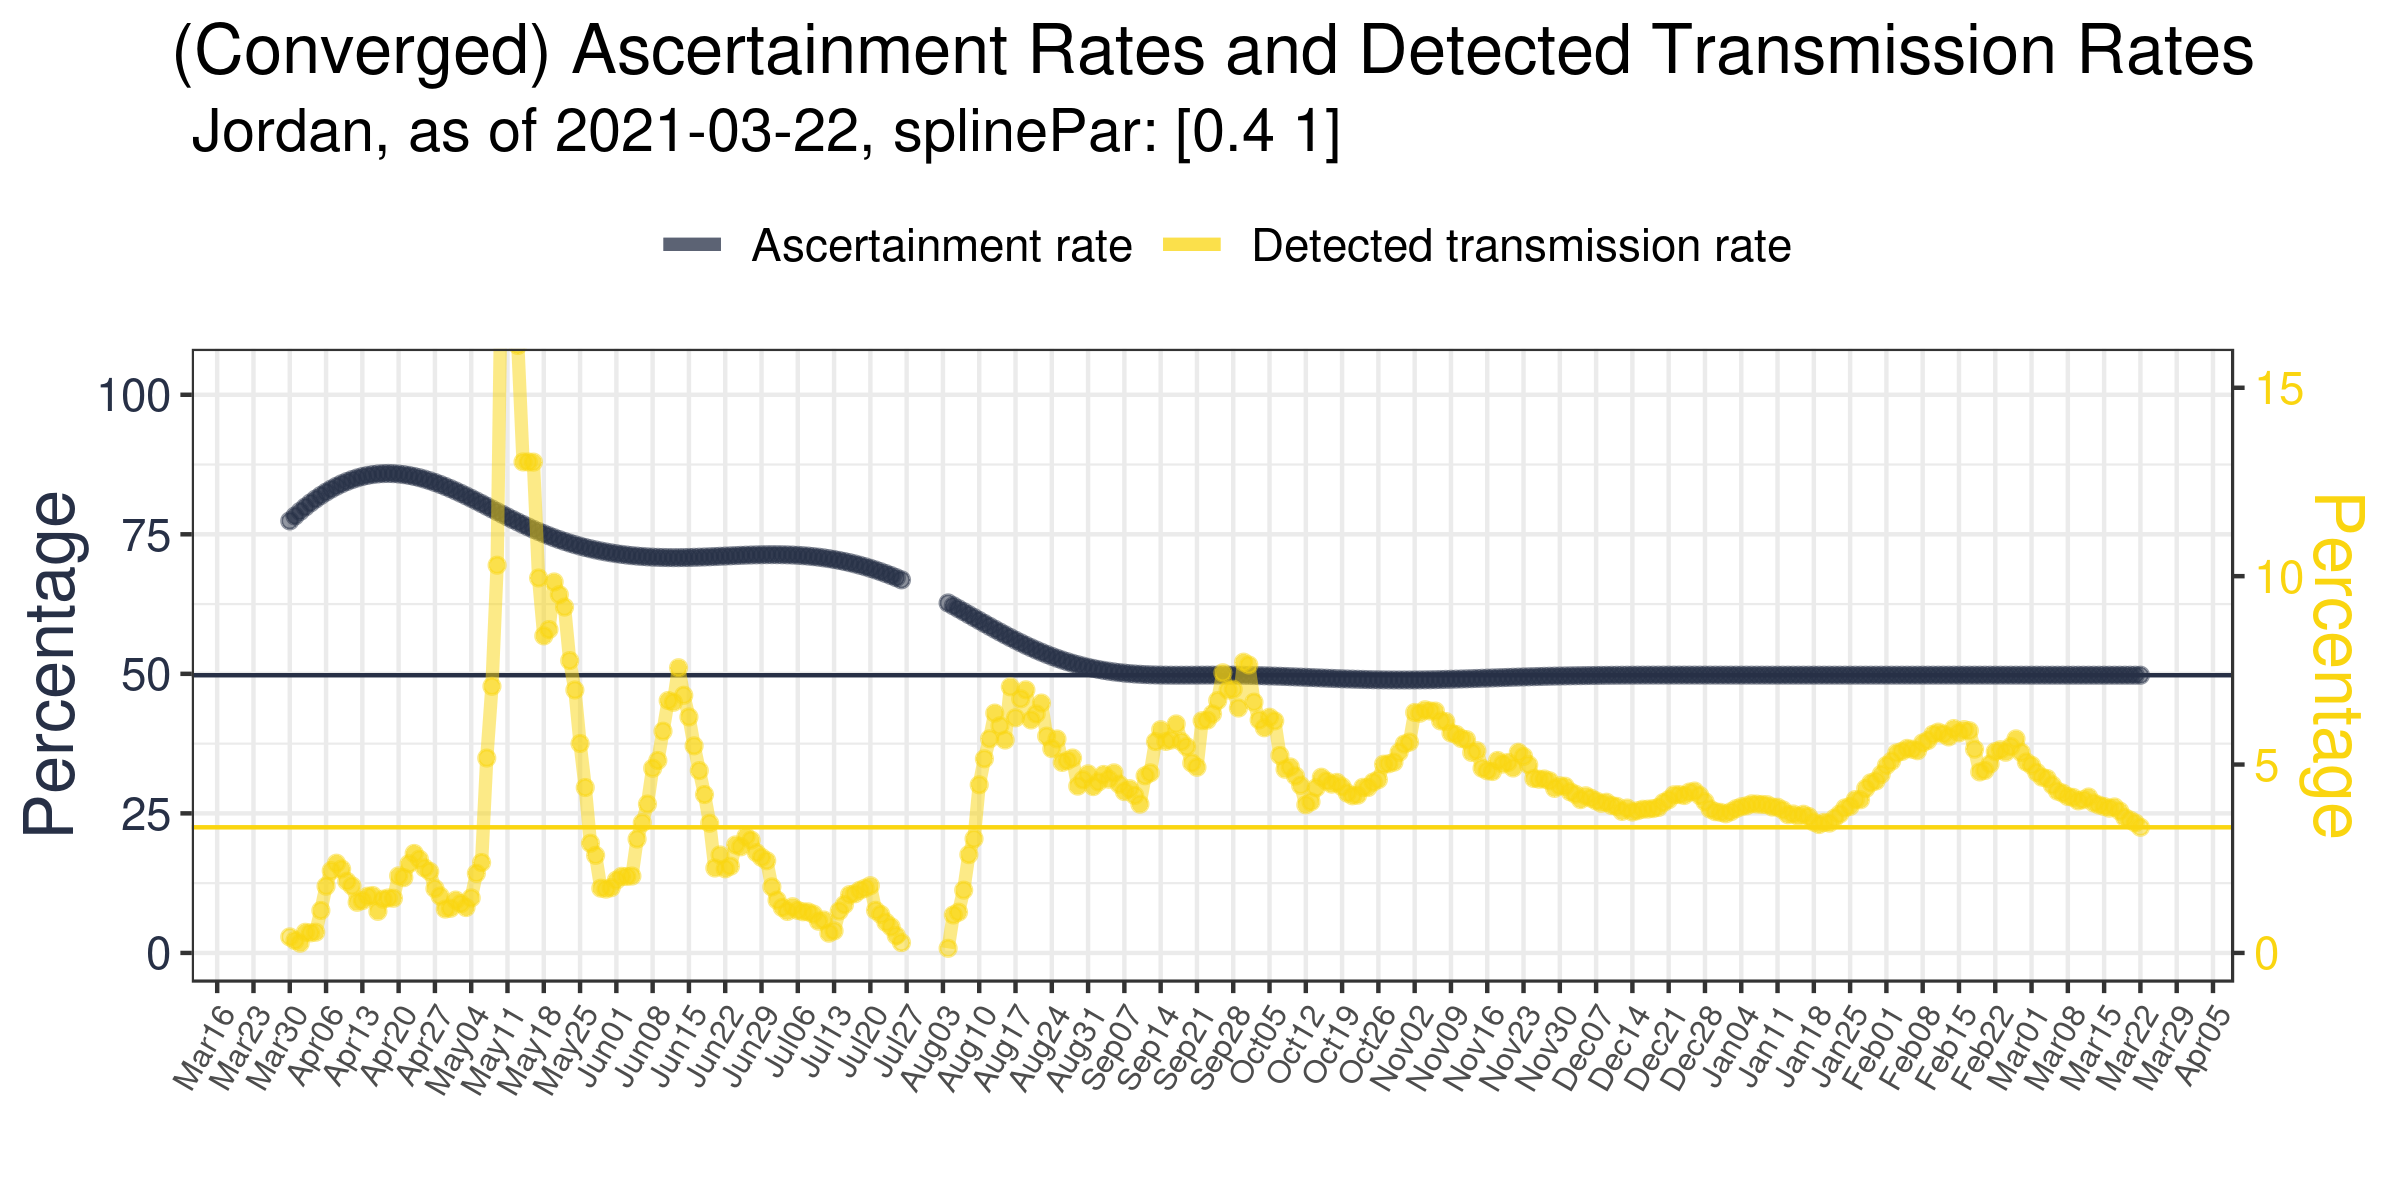 (Converged) Ascertainment Rates and Detected Transmission Rates
Jordan, as of 2021-03-22, splinePar: [0.4 1]
Ascertainment rate
Detected transmission rate
Percentage
100
75
50
25
0
Percentage
15
10
5
0
Mar16
Mar23
Mar30
Apr06
Apr13
Apr20
Apr27
May04
May11
May18
May25
Jun01
Jun08
Jun15
Jun22
Jun29
Jul06
Jul13
Jul20
Jul27
Aug03
Aug10
Aug17
Aug24
Aug31
Sep07
Sep14
Sep21
Sep28
Oct05
Oct12
Oct19
Oct26
Nov02
Nov09
Nov16
Nov23
Nov30
Dec07
Dec14
Dec21
Dec28
Jan04
Jan11
Jan18
Jan25
Feb01
Feb08
Feb15
Feb22
Mar01
Mar08
Mar15
Mar22
Mar29
Apr05